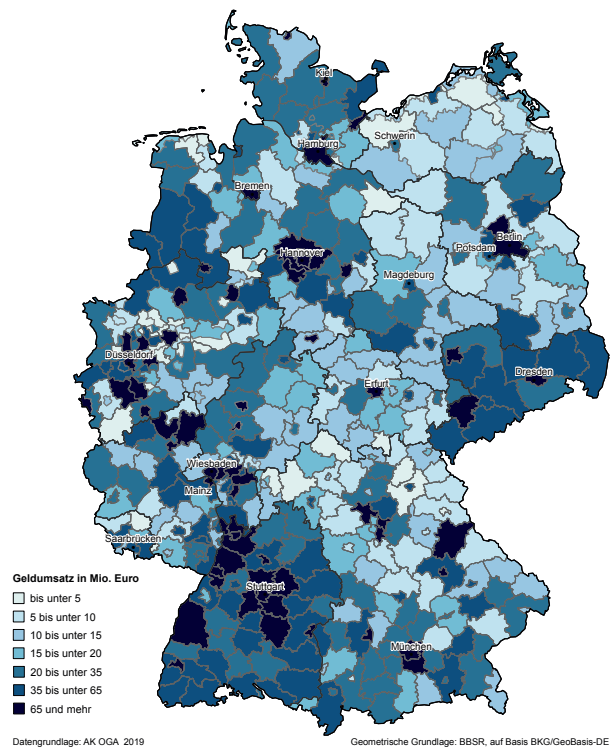 Kiel
Schwerin
Hamburg
Bremen
Berlin
Potsdam
Hannover
Magdeburg
Düsseldorf
Dresden
Erfurt
Wiesbaden
Mainz
Saarbrücken
Stuttgart
München
Geldumsatz in Mio. Euro
bis unter 5
5 bis unter 10
10 bis unter 15
15 bis unter 20
20 bis unter 35
35 bis unter 65
65 und mehr
Datengrundlage: AK OGA 2019
Geometrische Grundlage: BBSR, auf Basis BKG/GeoBasis-DE